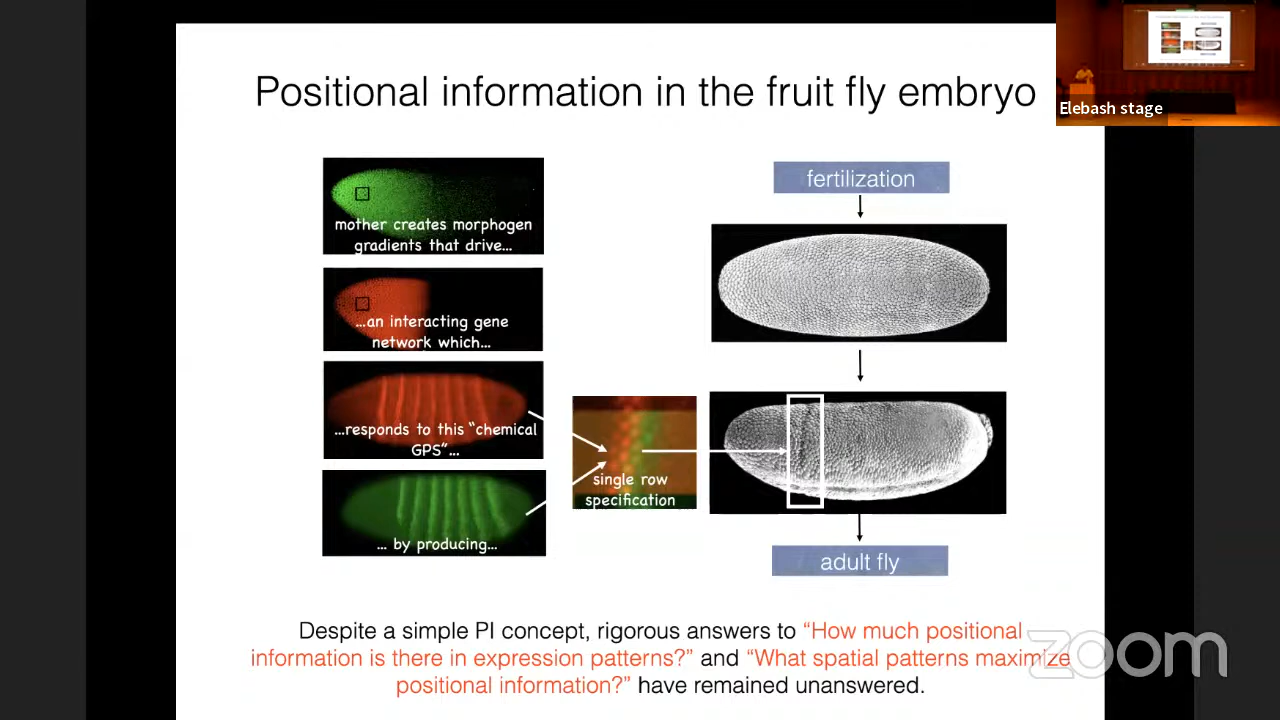 Positional information in the fruit fly embryo
Elebash stage
mother creates morphogen
gradients that drive...
...an interacting gene
network which...
...responds to this "chemical
GPS"...
... by producing...
single row
specification
fertilization
adult fly
Despite a simple PI concept, rigorous answers to "How much positional
information is there in expression patterns?" and "What spatial patterns maximize
positional information?" have remained unanswered.
zoom